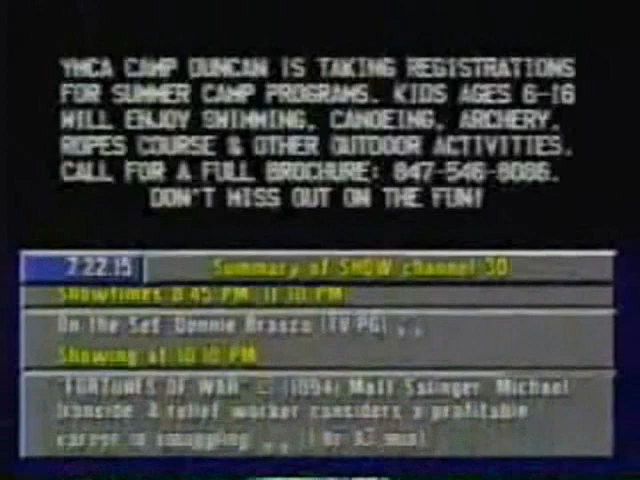 YMCA CAMP DUNCAN IS TAKING REGISTRATIONS
FOR SUMMER CAMP PROGRAMS. KIDS AGES 6-16
WILL ENJOY SWIMMING, CANOEING, ARCHERY,
ROPES COURSE & OTHER OUTDOOR ACTIVITIES.
CALL FOR A FULL BROCHURE: 847-546-8086.
DON'T MISS OUT ON THE FUN!
7:22:15 Summary of SHOW channel 30
Showtimes 8:45 PM, 11:10 PM
On the Set: Donnie Brasco (TV-PG) , ,
Showing at 10:10 PM
"FORTUNES OF WAR" (1994) Matt Salinger, Michael
Ironside. A relief worker considers a profitable
career in smuggling , ,